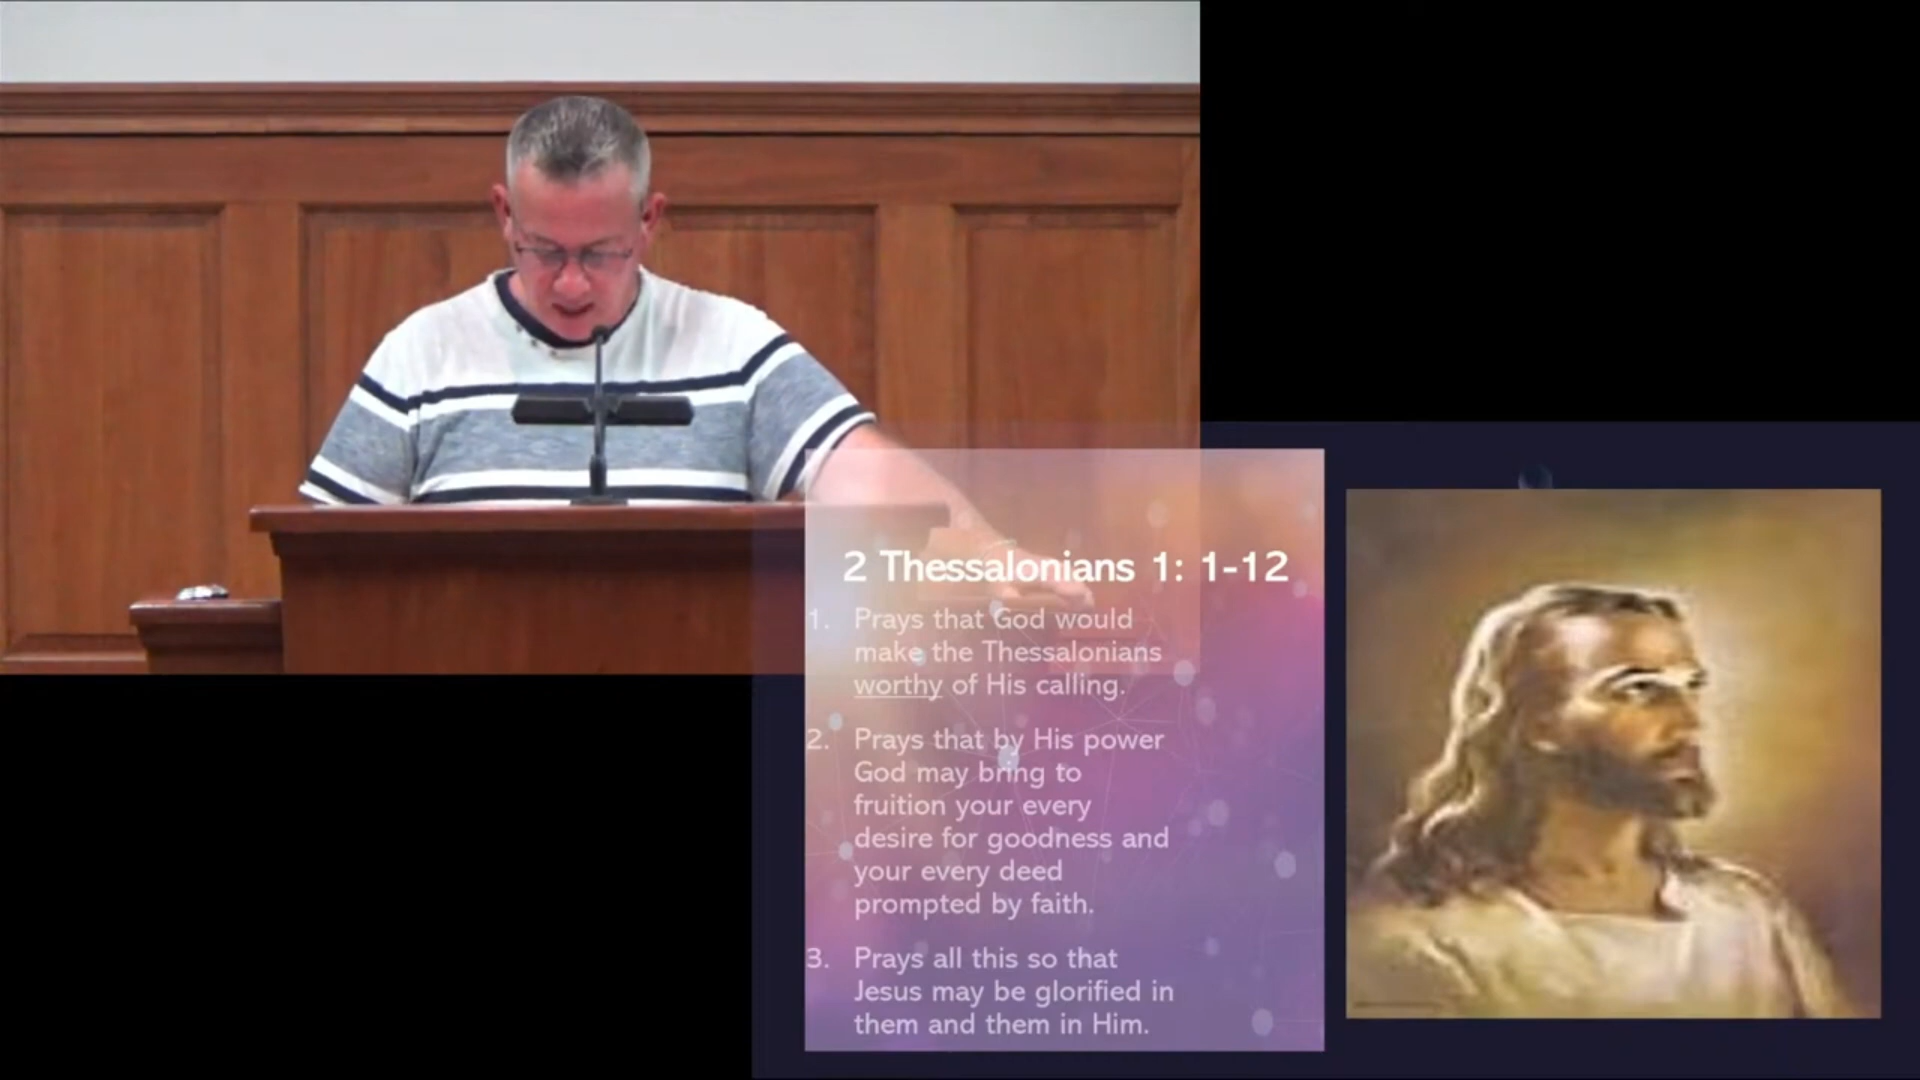 2 Thessalonians 1: 1-12
1. Prays that God would
make the Thessalonians
worthy of His calling.
2. Prays that by His power
God may bring to
fruition your every
desire for goodness and
your every deed
prompted by faith.
3. Prays all this so that
Jesus may be glorified in
them and them in Him.